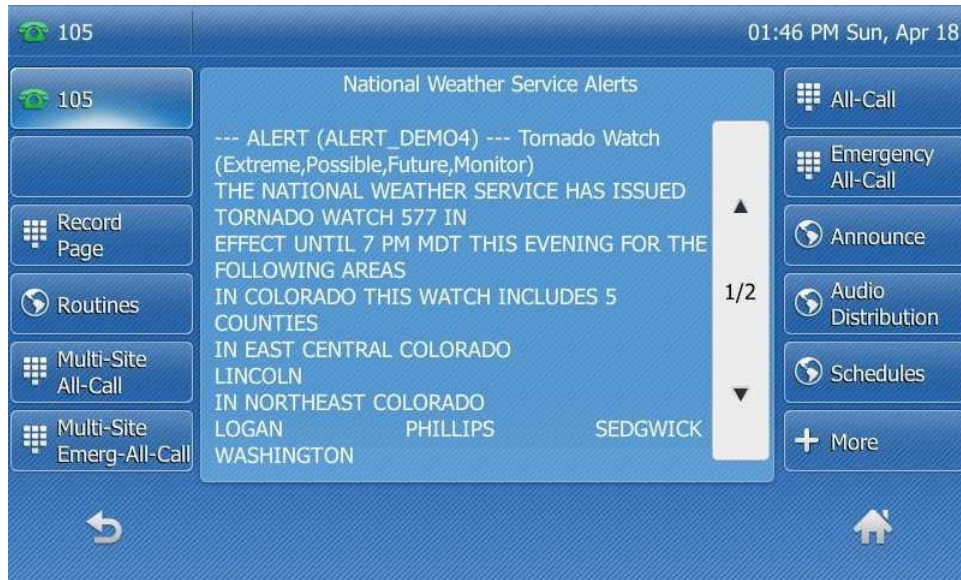 105
01:46 PM Sun, Apr 18
105
Record
Page
Routines
Multi-Site
All-Call
Multi-Site
Emerg-All-Call
National Weather Service Alerts
--- ALERT (ALERT_DEMO4) --- Tornado Watch
(Extreme,Possible,Future,Monitor)
THE NATIONAL WEATHER SERVICE HAS ISSUED
TORNADO WATCH 577 IN
EFFECT UNTIL 7 PM MDT THIS EVENING FOR THE
FOLLOWING AREAS
IN COLORADO THIS WATCH INCLUDES 5
COUNTIES
IN EAST CENTRAL COLORADO
LINCOLN
IN NORTHEAST COLORADO
LOGAN PHILLIPS SEDGWICK
WASHINGTON
1/2
All-Call
Emergency
All-Call
Announce
Audio
Distribution
Schedules
More